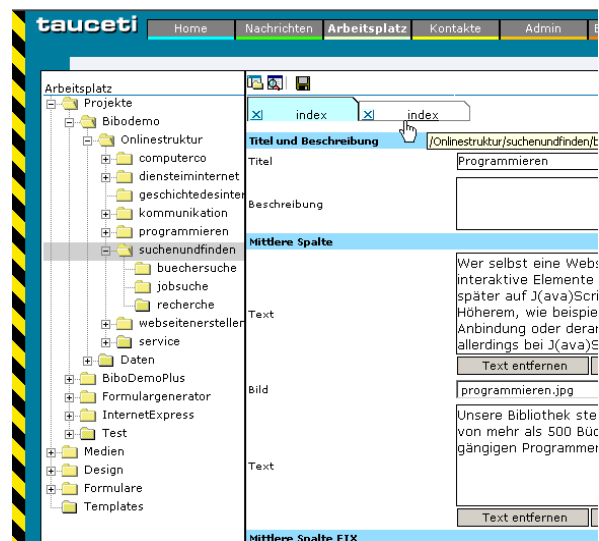 tauceti
Home Nachrichten Arbeitsplatz Kontakte Admin
Arbeitsplatz
Projekte
Bibodemo
Onlinestruktur
computerco
diensteiminternet
geschichtedesinter
kommunikation
programmieren
suchenundfinden
buechersuche
jobsuche
recherche
webseitenersteller
service
Daten
BiboDemoPlus
Formulargenerator
InternetExpress
Test
Medien
Design
Formulare
Templates
index index
Titel und Beschreibung /Onlinestruktur/suchenundfinden/b
Titel Programmieren
Beschreibung
Mittlere Spalte
Text
Wer selbst eine Webs
interaktive Elemente
später auf J(ava)Scri
Höherem, wie beispie
Anbindung oder derar
allerdings bei J(ava)S
Text entfernen
Bild programmieren.jpg
Text
Unsere Bibliothek ste
von mehr als 500 Büc
gängigen Programmer
Text entfernen
Mittlere Spalte FIX